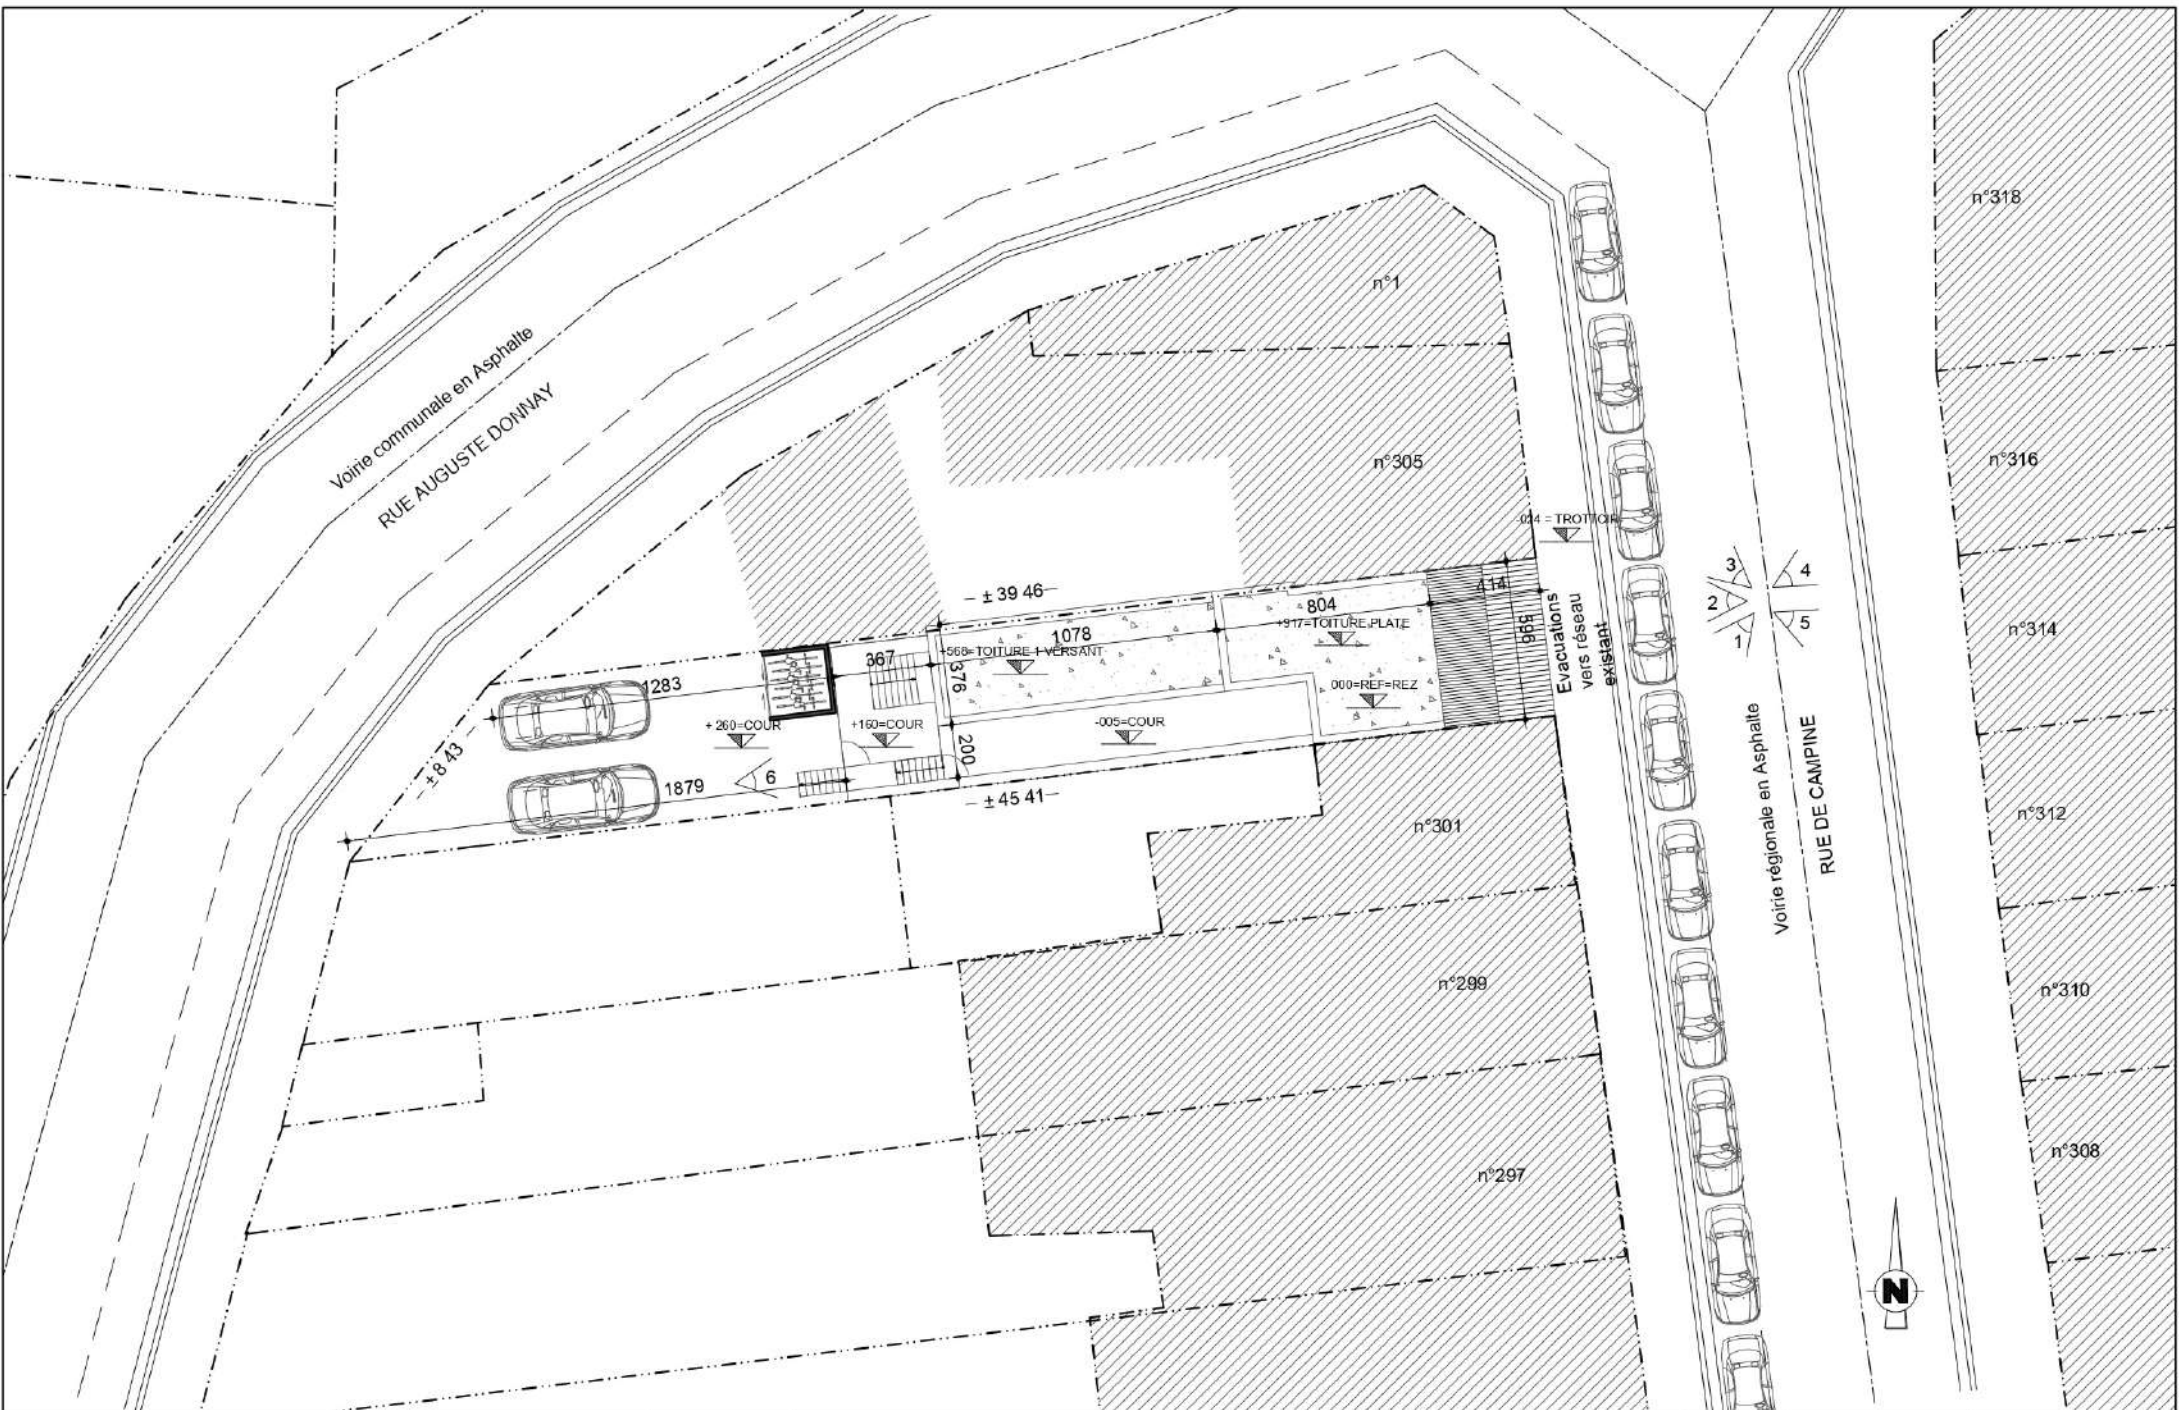 n°318
n°1
Voirie communale en Asphalte
RUE AUGUSTE DONNAY
n°305
n°316
-024 = TROTTOIR
3
4
2
1
5
± 39 46
414
804
+917=TOITURE PLATE
1078
+568=TOITURE 1 VERSANT
367
376
596
Evacuations
vers réseau
existant
n°314
1283
000=REF=REZ
+ 260=COUR
+160=COUR
-005=COUR
200
± 8 43
6
1879
± 45 41
Voirie régionale en Asphalte
RUE DE CAMPINE
n°301
n°312
n°299
n°310
n°297
n°308
N